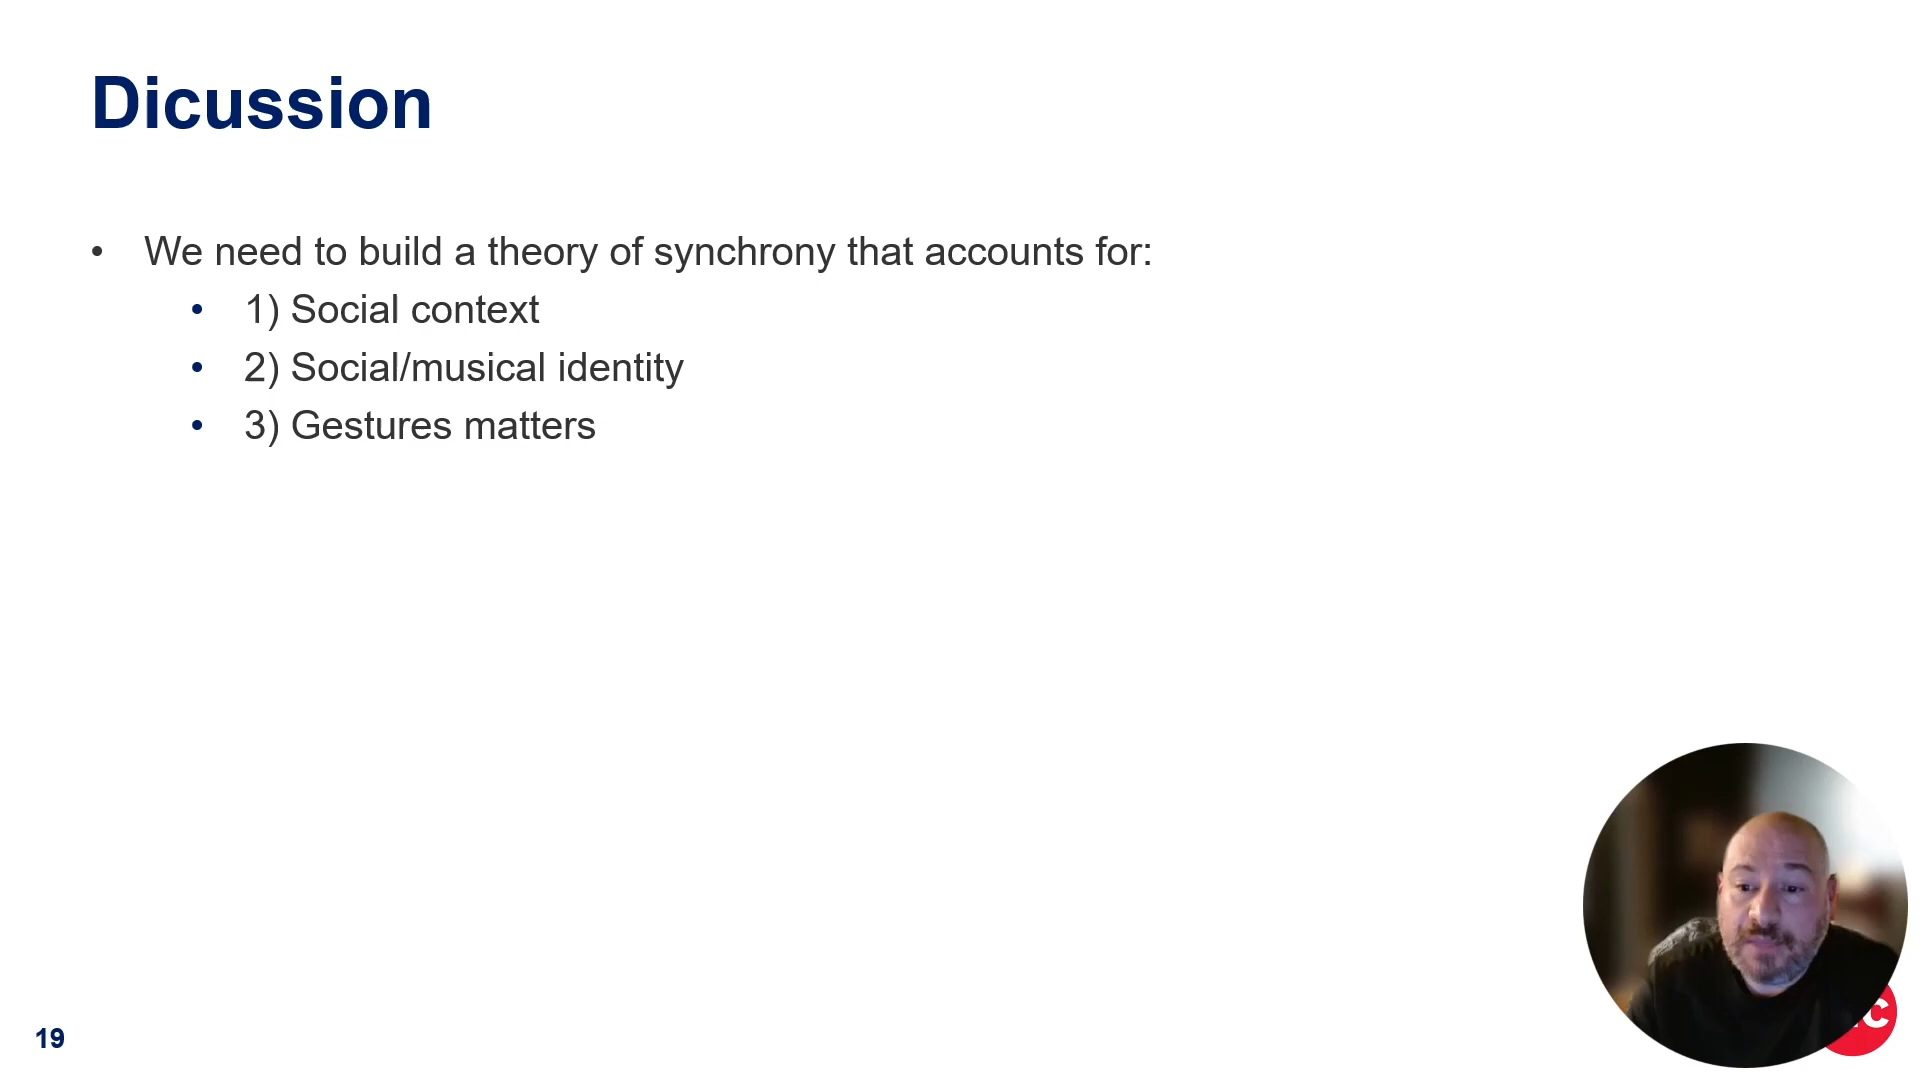 Dicussion
• We need to build a theory of synchrony that accounts for:
• 1) Social context
• 2) Social/musical identity
• 3) Gestures matters
19
C